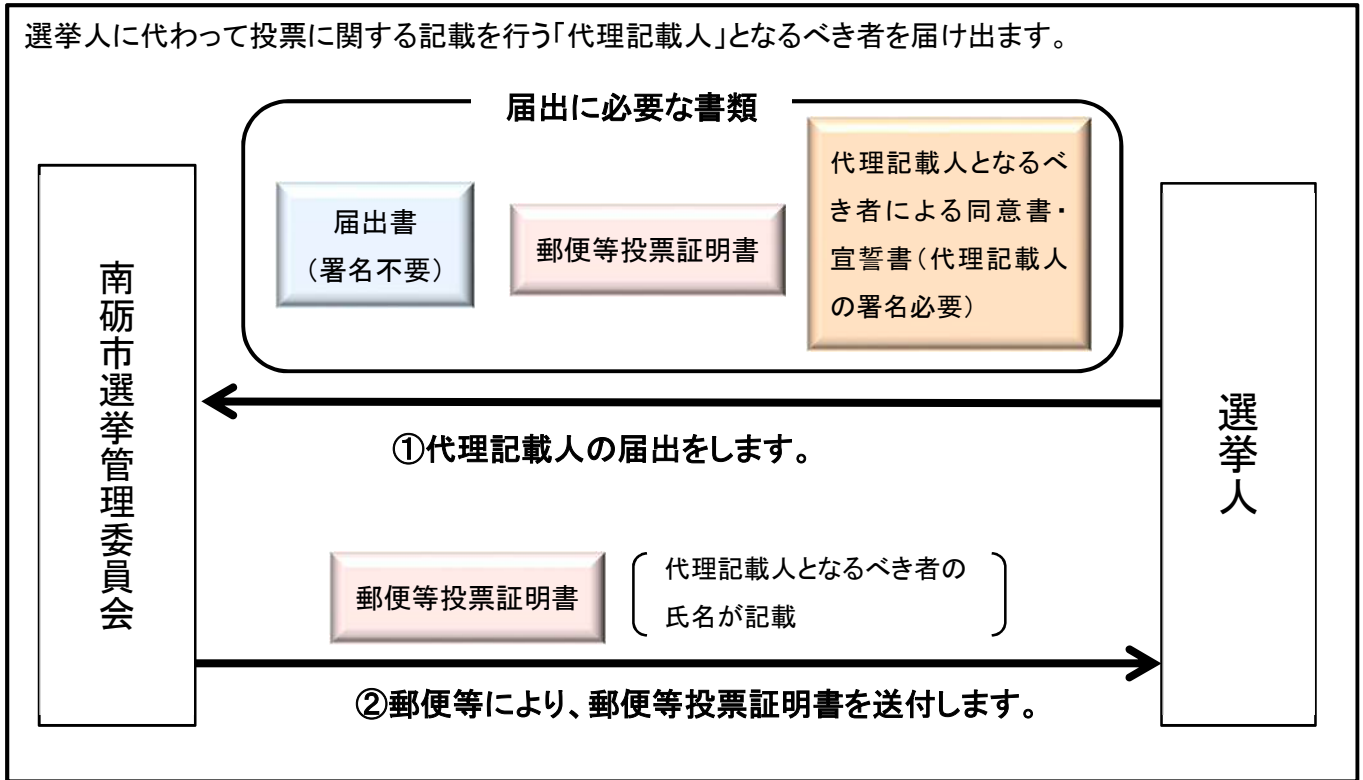 選挙人に代わって投票に関する記載を行う「代理記載人」となるべき者を届け出ます。
届出に必要な書類
届出書
（署名不要）
郵便等投票証明書
代理記載人となるべ
き者による同意書・
宣誓書（代理記載人
の署名必要）
南砺市選挙管理委員会
選挙人
①代理記載人の届出をします。
郵便等投票証明書
代理記載人となるべき者の
氏名が記載
②郵便等により、郵便等投票証明書を送付します。